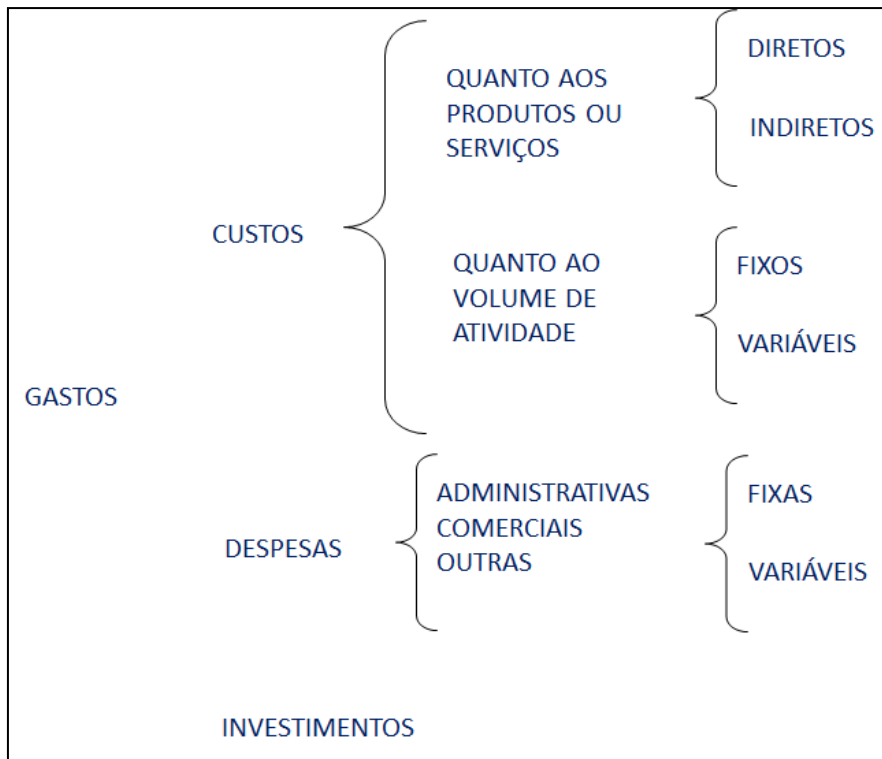 GASTOS
CUSTOS
QUANTO AOS
PRODUTOS OU
SERVIÇOS
DIRETOS
INDIRETOS
QUANTO AO
VOLUME DE
ATIVIDADE
FIXOS
VARIÁVEIS
DESPESAS
ADMINISTRATIVAS
COMERCIAIS
OUTRAS
FIXAS
VARIÁVEIS
INVESTIMENTOS